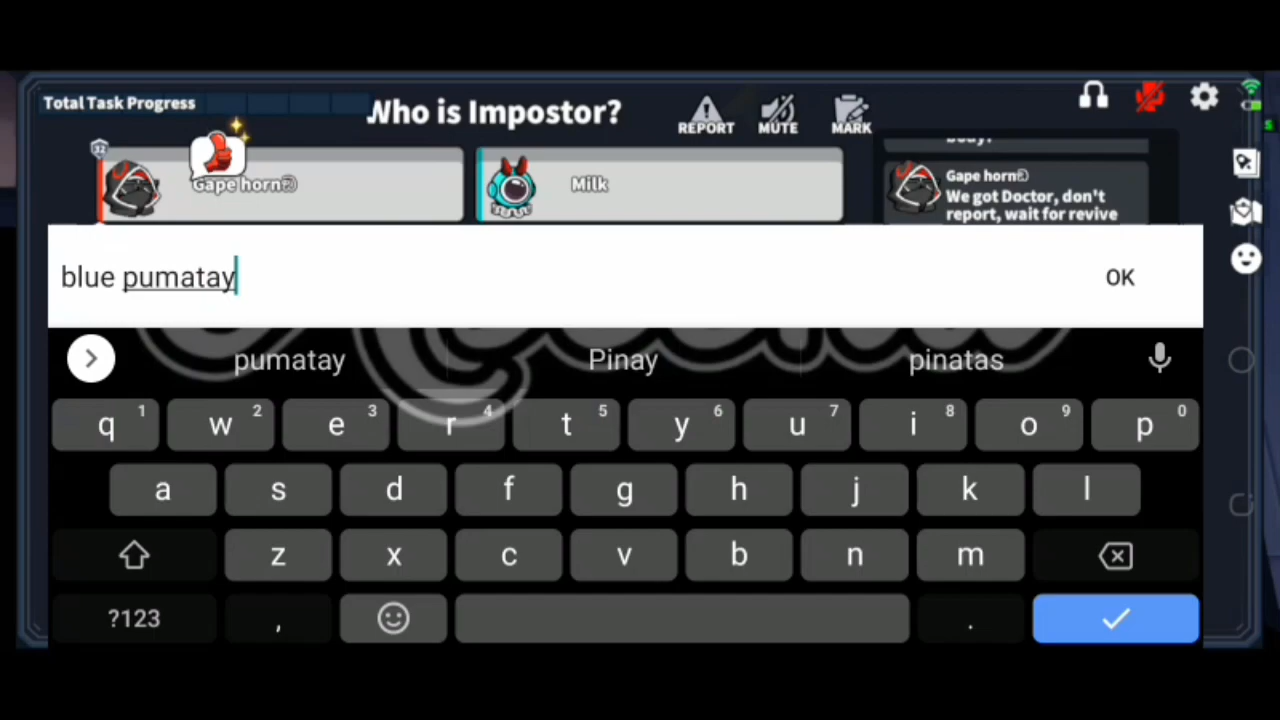 Total Task Progress
Who is Impostor?
REPORT
MUTE
MARK
32
Gape horn
Milk
body?
Gape horn
We got Doctor, don't
report, wait for revive
blue pumatay
OK
pumatay
Pinay
pinatas
q 1 w 2 e 3 r 4 t 5 y 6 u 7 i 8 o 9 p 0
a s d f g h j k l
z x c v b n m
?123 , .